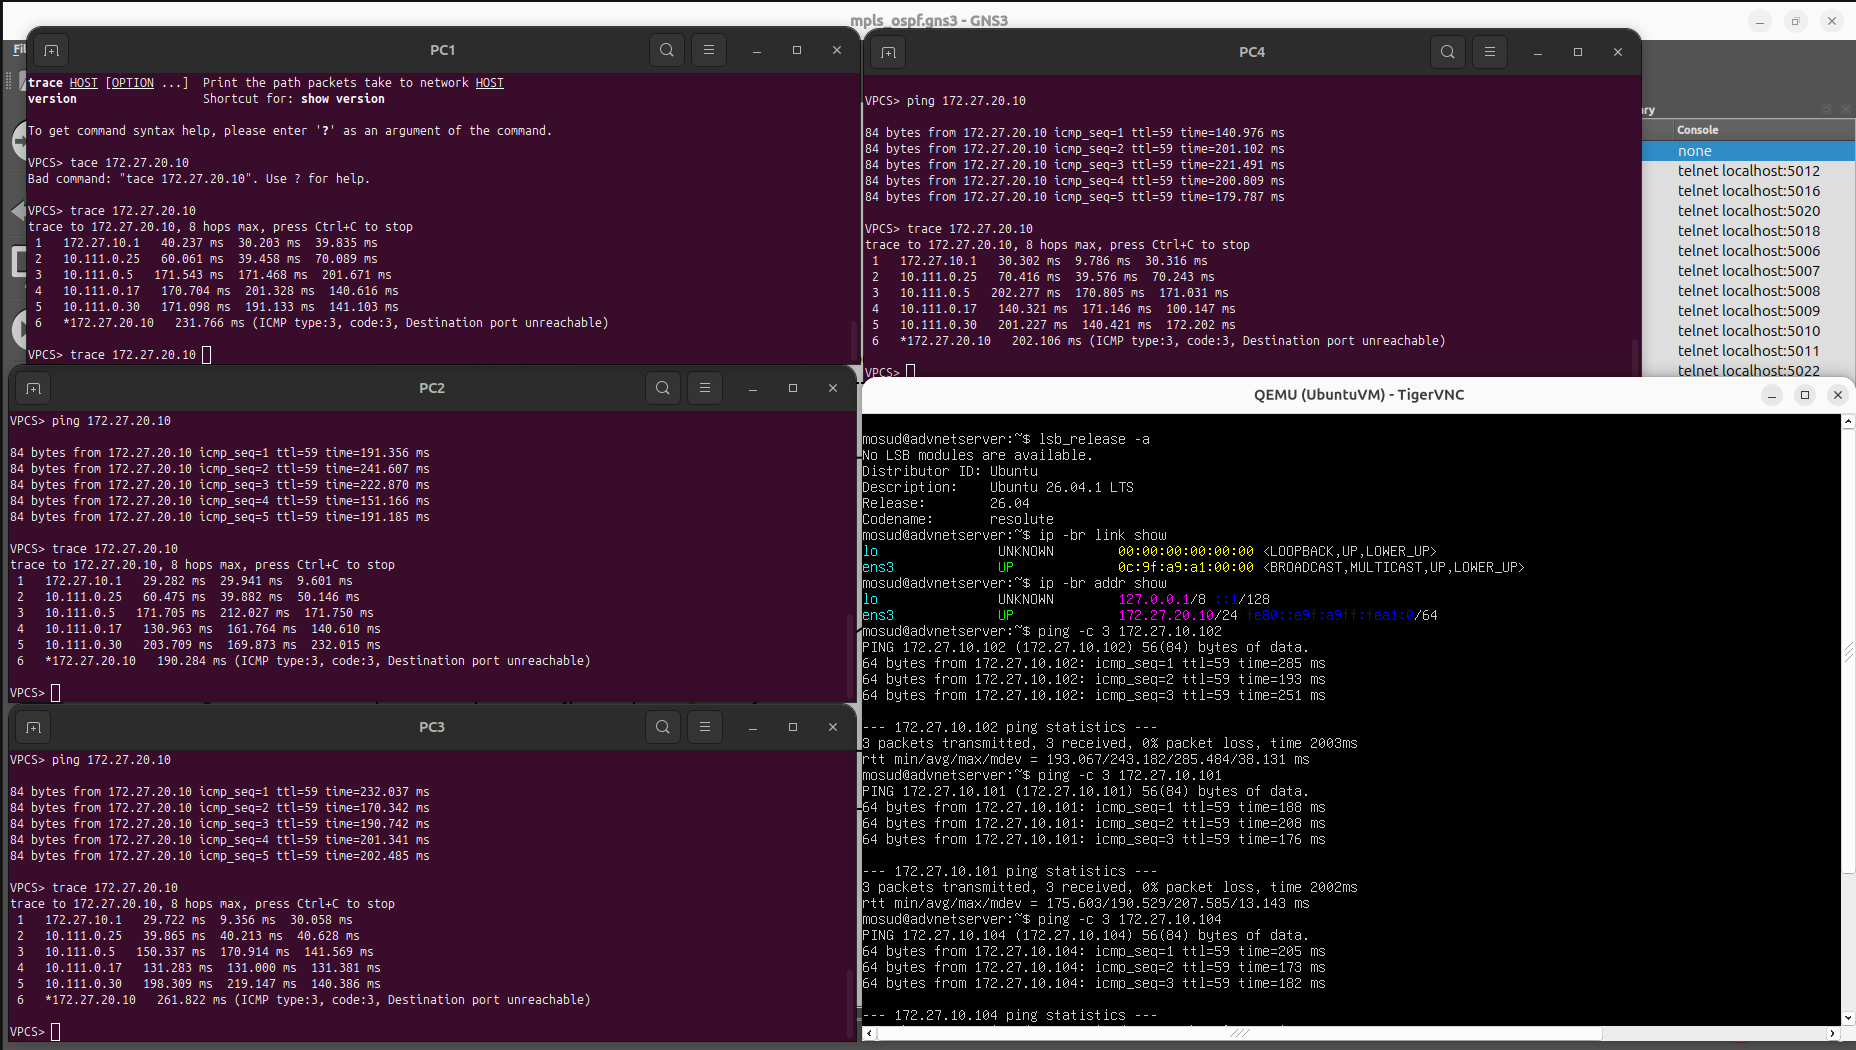 mpls_ospf.gns3 - GNS3
PC1
trace HOST [OPTION ...]  Print the path packets take to network HOST
version                  Shortcut for: show version
To get command syntax help, please enter '?' as an argument of the command.
VPCS> tace 172.27.20.10
Bad command: "tace 172.27.20.10". Use ? for help.
VPCS> trace 172.27.20.10
trace to 172.27.20.10, 8 hops max, press Ctrl+C to stop
1   172.27.10.1   40.237 ms  30.203 ms  39.835 ms
2   10.111.0.25   60.061 ms  39.458 ms  70.089 ms
3   10.111.0.5   171.543 ms  171.468 ms  201.671 ms
4   10.111.0.17   170.704 ms  201.328 ms  140.616 ms
5   10.111.0.30   171.098 ms  191.133 ms  141.103 ms
6   *172.27.20.10   231.766 ms (ICMP type:3, code:3, Destination port unreachable)
VPCS> trace 172.27.20.10
PC4
VPCS> ping 172.27.20.10
84 bytes from 172.27.20.10 icmp_seq=1 ttl=59 time=140.976 ms
84 bytes from 172.27.20.10 icmp_seq=2 ttl=59 time=201.102 ms
84 bytes from 172.27.20.10 icmp_seq=3 ttl=59 time=221.491 ms
84 bytes from 172.27.20.10 icmp_seq=4 ttl=59 time=200.809 ms
84 bytes from 172.27.20.10 icmp_seq=5 ttl=59 time=179.787 ms
VPCS> trace 172.27.20.10
trace to 172.27.20.10, 8 hops max, press Ctrl+C to stop
1   172.27.10.1   30.302 ms  9.786 ms  30.316 ms
2   10.111.0.25   70.416 ms  39.576 ms  70.243 ms
3   10.111.0.5   202.277 ms  170.805 ms  171.031 ms
4   10.111.0.17   140.321 ms  171.146 ms  100.147 ms
5   10.111.0.30   201.227 ms  140.421 ms  172.202 ms
6   *172.27.20.10   202.106 ms (ICMP type:3, code:3, Destination port unreachable)
VPCS>
Console
none
telnet localhost:5012
telnet localhost:5016
telnet localhost:5020
telnet localhost:5018
telnet localhost:5006
telnet localhost:5007
telnet localhost:5008
telnet localhost:5009
telnet localhost:5010
telnet localhost:5011
telnet localhost:5022
PC2
VPCS> ping 172.27.20.10
84 bytes from 172.27.20.10 icmp_seq=1 ttl=59 time=191.356 ms
84 bytes from 172.27.20.10 icmp_seq=2 ttl=59 time=241.607 ms
84 bytes from 172.27.20.10 icmp_seq=3 ttl=59 time=222.870 ms
84 bytes from 172.27.20.10 icmp_seq=4 ttl=59 time=151.166 ms
84 bytes from 172.27.20.10 icmp_seq=5 ttl=59 time=191.185 ms
VPCS> trace 172.27.20.10
trace to 172.27.20.10, 8 hops max, press Ctrl+C to stop
1   172.27.10.1   29.282 ms  29.941 ms  9.601 ms
2   10.111.0.25   60.475 ms  39.882 ms  50.146 ms
3   10.111.0.5   171.705 ms  212.027 ms  171.750 ms
4   10.111.0.17   130.963 ms  161.764 ms  140.610 ms
5   10.111.0.30   203.709 ms  169.873 ms  232.015 ms
6   *172.27.20.10   190.284 ms (ICMP type:3, code:3, Destination port unreachable)
VPCS>
PC3
VPCS> ping 172.27.20.10
84 bytes from 172.27.20.10 icmp_seq=1 ttl=59 time=232.037 ms
84 bytes from 172.27.20.10 icmp_seq=2 ttl=59 time=170.342 ms
84 bytes from 172.27.20.10 icmp_seq=3 ttl=59 time=190.742 ms
84 bytes from 172.27.20.10 icmp_seq=4 ttl=59 time=201.341 ms
84 bytes from 172.27.20.10 icmp_seq=5 ttl=59 time=202.485 ms
VPCS> trace 172.27.20.10
trace to 172.27.20.10, 8 hops max, press Ctrl+C to stop
1   172.27.10.1   29.722 ms  9.356 ms  30.058 ms
2   10.111.0.25   39.865 ms  40.213 ms  40.628 ms
3   10.111.0.5   150.337 ms  170.914 ms  141.569 ms
4   10.111.0.17   131.283 ms  131.000 ms  131.381 ms
5   10.111.0.30   198.309 ms  219.147 ms  140.386 ms
6   *172.27.20.10   261.822 ms (ICMP type:3, code:3, Destination port unreachable)
VPCS>
QEMU (UbuntuVM) - TigerVNC
mosud@advnetserver:~$ lsb_release -a
No LSB modules are available.
Distributor ID: Ubuntu
Description:    Ubuntu 26.04.1 LTS
Release:        26.04
Codename:       resolute
mosud@advnetserver:~$ ip -br link show
lo               UNKNOWN        00:00:00:00:00:00 <LOOPBACK,UP,LOWER_UP>
ens3             UP             0c:9f:a9:a1:00:00 <BROADCAST,MULTICAST,UP,LOWER_UP>
mosud@advnetserver:~$ ip -br addr show
lo               UNKNOWN        127.0.0.1/8 ::1/128
ens3             UP             172.27.20.10/24 fe80::e9f:a9ff:fea1:0/64
mosud@advnetserver:~$ ping -c 3 172.27.10.102
PING 172.27.10.102 (172.27.10.102) 56(84) bytes of data.
64 bytes from 172.27.10.102: icmp_seq=1 ttl=59 time=285 ms
64 bytes from 172.27.10.102: icmp_seq=2 ttl=59 time=193 ms
64 bytes from 172.27.10.102: icmp_seq=3 ttl=59 time=251 ms
--- 172.27.10.102 ping statistics ---
3 packets transmitted, 3 received, 0% packet loss, time 2003ms
rtt min/avg/max/mdev = 193.067/243.182/285.484/38.131 ms
mosud@advnetserver:~$ ping -c 3 172.27.10.101
PING 172.27.10.101 (172.27.10.101) 56(84) bytes of data.
64 bytes from 172.27.10.101: icmp_seq=1 ttl=59 time=188 ms
64 bytes from 172.27.10.101: icmp_seq=2 ttl=59 time=208 ms
64 bytes from 172.27.10.101: icmp_seq=3 ttl=59 time=176 ms
--- 172.27.10.101 ping statistics ---
3 packets transmitted, 3 received, 0% packet loss, time 2002ms
rtt min/avg/max/mdev = 175.603/190.529/207.585/13.143 ms
mosud@advnetserver:~$ ping -c 3 172.27.10.104
PING 172.27.10.104 (172.27.10.104) 56(84) bytes of data.
64 bytes from 172.27.10.104: icmp_seq=1 ttl=59 time=205 ms
64 bytes from 172.27.10.104: icmp_seq=2 ttl=59 time=173 ms
64 bytes from 172.27.10.104: icmp_seq=3 ttl=59 time=182 ms
--- 172.27.10.104 ping statistics ---